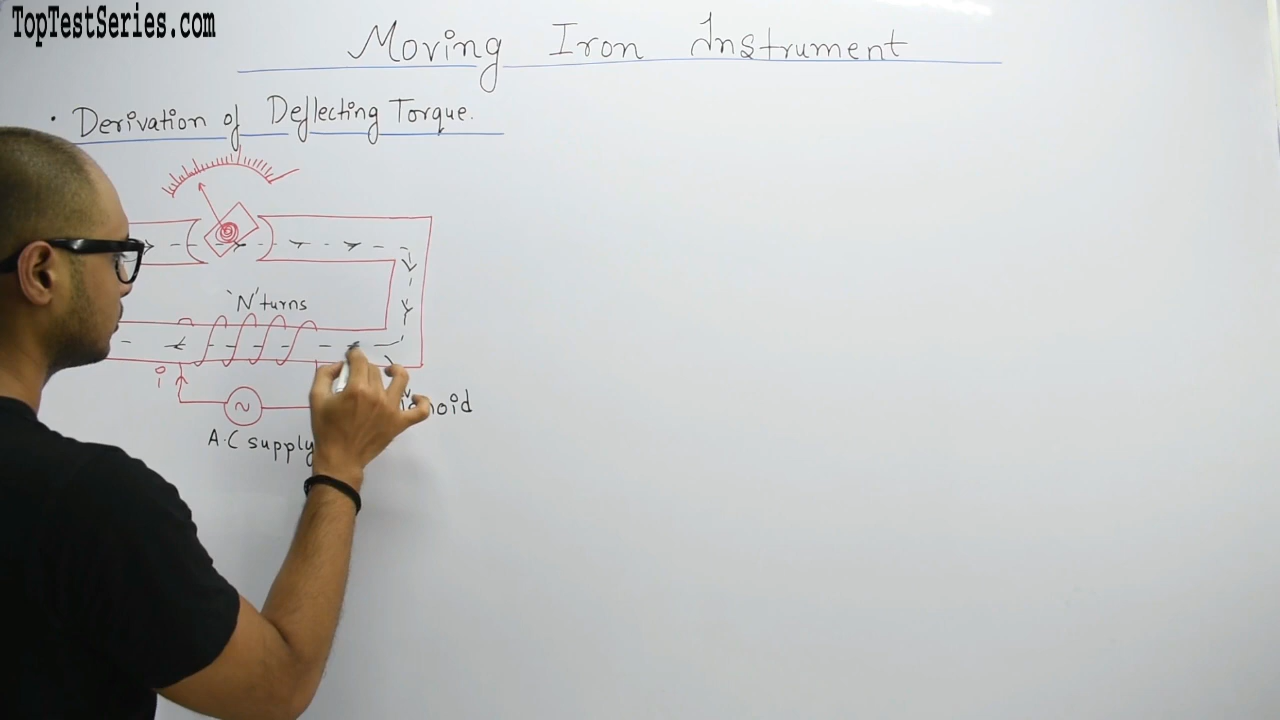 TopTestSeries.com
Moving Iron Instrument
· Derivation of Deflecting Torque.
'N' turns
i
A.C supply